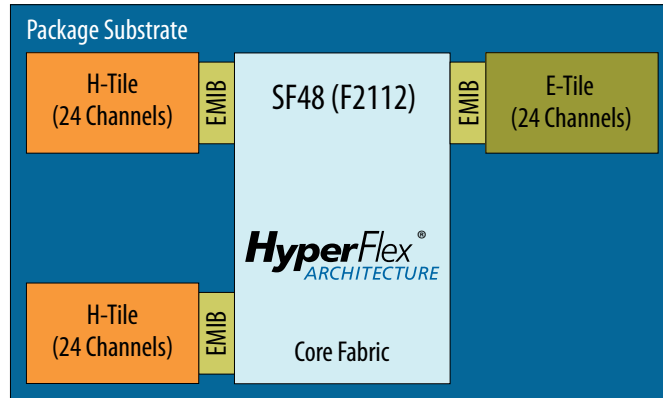 Package Substrate
H-Tile
(24 Channels)
EMIB
SF48 (F2112)
EMIB
E-Tile
(24 Channels)
HyperFlex®
ARCHITECTURE
H-Tile
(24 Channels)
EMIB
Core Fabric